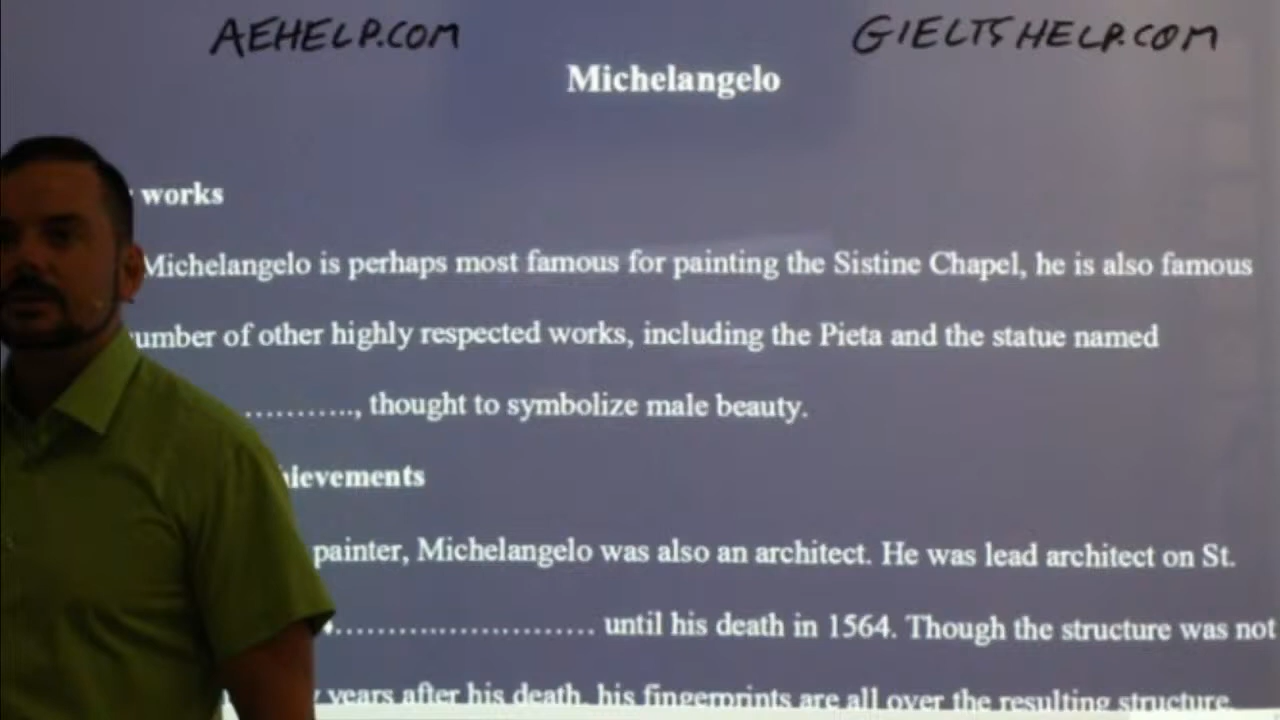 AEHELP.COM
GIELTSHELP.COM
Michelangelo
works
Michelangelo is perhaps most famous for painting the Sistine Chapel, he is also famous
umber of other highly respected works, including the Pieta and the statue named
..........., thought to symbolize male beauty.
hievements
painter, Michelangelo was also an architect. He was lead architect on St.
............................ until his death in 1564. Though the structure was not
years after his death, his fingerprints are all over the resulting structure.